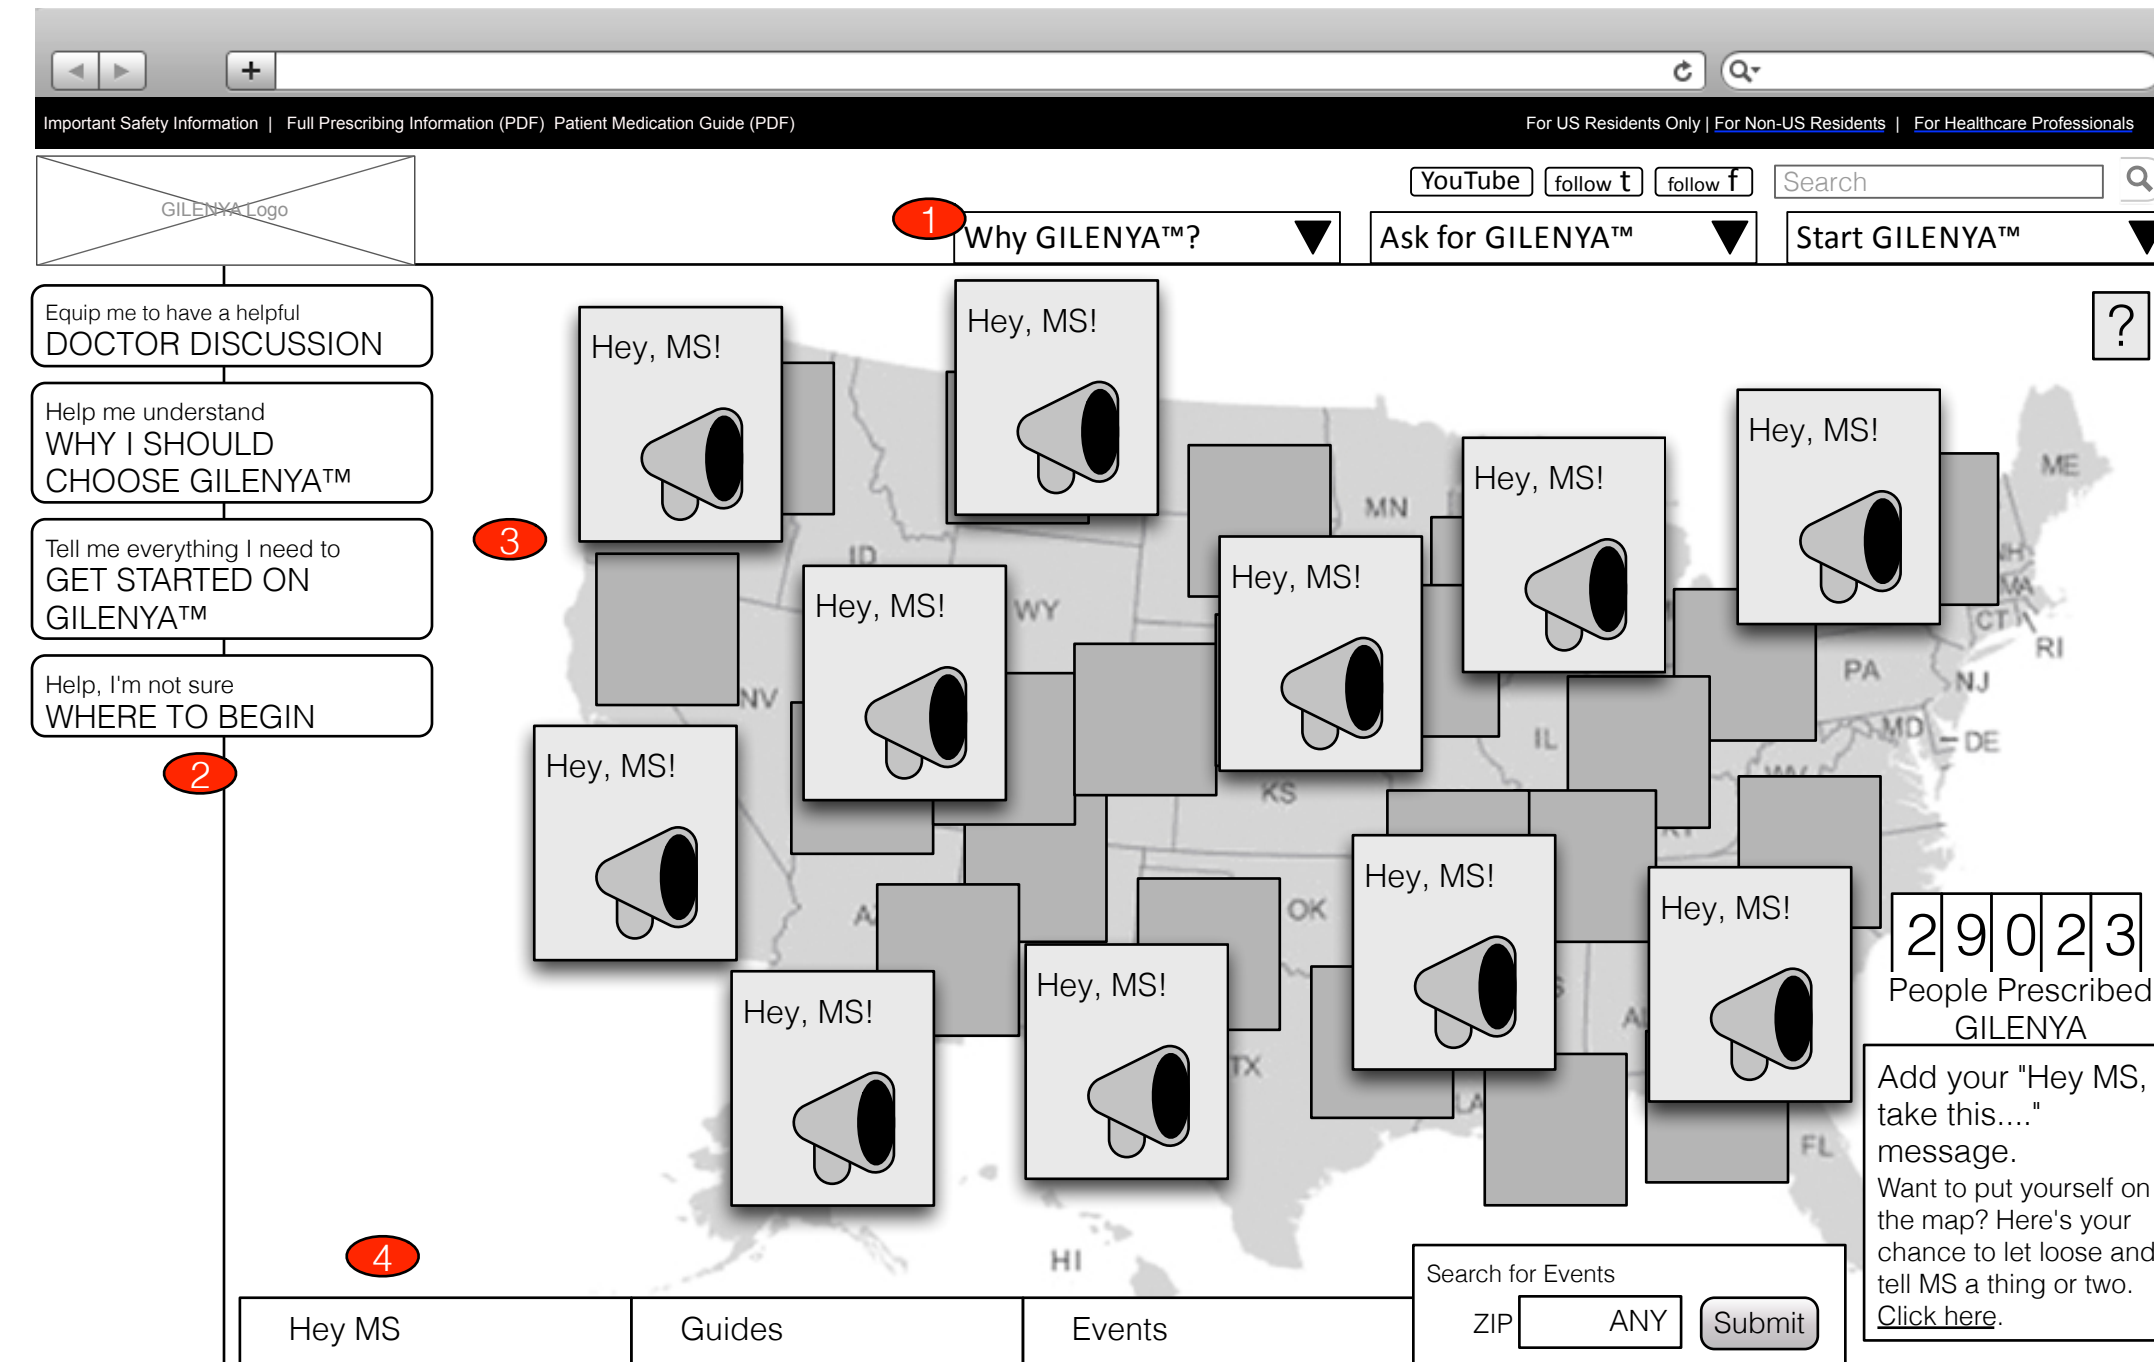 Important Safety Information | Full Prescribing Information (PDF) Patient Medication Guide (PDF)
For US Residents Only | For Non-US Residents | For Healthcare Professionals
GILENYA Logo
YouTube
follow t
follow f
Search
1
Why GILENYA™?
Ask for GILENYA™
Start GILENYA™
?
Equip me to have a helpful
DOCTOR DISCUSSION
Help me understand
WHY I SHOULD
CHOOSE GILENYA™
Tell me everything I need to
GET STARTED ON
GILENYA™
Help, I'm not sure
WHERE TO BEGIN
2
3
Hey, MS!
Hey, MS!
Hey, MS!
Hey, MS!
Hey, MS!
Hey, MS!
Hey, MS!
Hey, MS!
Hey, MS!
Hey, MS!
Hey, MS!
ME
MN
ID
NH
MA
WY
CT
RI
PA
NJ
NV
MD
DE
IL
WV
KS
KY
OK
TX
LA
FL
HI
29023
People Prescribed
GILENYA
Add your "Hey MS,
take this...."
message.
Want to put yourself on
the map? Here's your
chance to let loose and
tell MS a thing or two.
Click here.
4
Hey MS
Guides
Events
Search for Events
ZIP
ANY
Submit